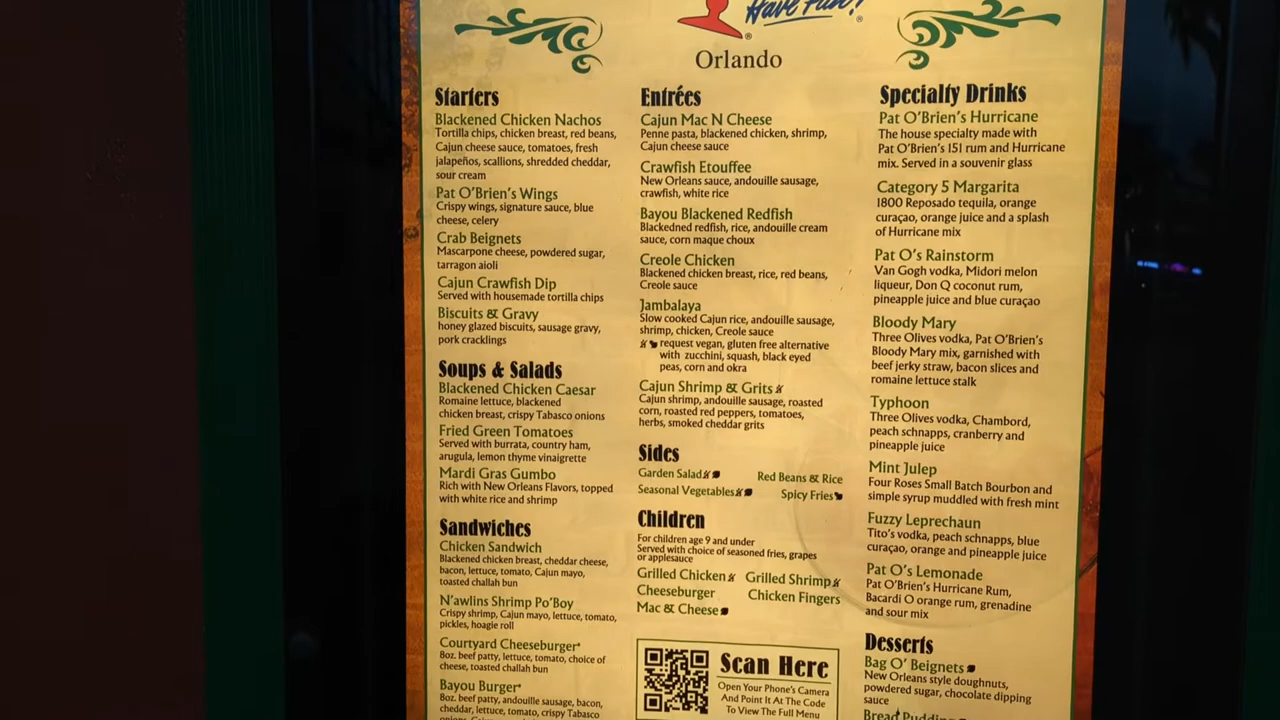 Have Fun!
®
®
Orlando
Starters
Blackened Chicken Nachos
Tortilla chips, chicken breast, red beans,
Cajun cheese sauce, tomatoes, fresh
jalapeños, scallions, shredded cheddar,
sour cream
Pat O'Brien's Wings
Crispy wings, signature sauce, blue
cheese, celery
Crab Beignets
Mascarpone cheese, powdered sugar,
tarragon aioli
Cajun Crawfish Dip
Served with housemade tortilla chips
Biscuits & Gravy
honey glazed biscuits, sausage gravy,
pork cracklings
Soups & Salads
Blackened Chicken Caesar
Romaine lettuce, blackened
chicken breast, crispy Tabasco onions
Fried Green Tomatoes
Served with burrata, country ham,
arugula, lemon thyme vinaigrette
Mardi Gras Gumbo
Rich with New Orleans Flavors, topped
with white rice and shrimp
Sandwiches
Chicken Sandwich
Blackened chicken breast, cheddar cheese,
bacon, lettuce, tomato, Cajun mayo,
toasted challah bun
N'awlins Shrimp Po'Boy
Crispy shrimp, Cajun mayo, lettuce, tomato,
pickles, hoagie roll
Courtyard Cheeseburger*
8oz. beef patty, lettuce, tomato, choice of
cheese, toasted challah bun
Bayou Burger*
8oz. beef patty, andouille sausage, bacon,
cheddar, lettuce, tomato, crispy Tabasco
Entrées
Cajun Mac N Cheese
Penne pasta, blackened chicken, shrimp,
Cajun cheese sauce
Crawfish Etouffee
New Orleans sauce, andouille sausage,
crawfish, white rice
Bayou Blackened Redfish
Blackedned redfish, rice, andouille cream
sauce, corn maque choux
Creole Chicken
Blackened chicken breast, rice, red beans,
Creole sauce
Jambalaya
Slow cooked Cajun rice, andouille sausage,
shrimp, chicken, Creole sauce
request vegan, gluten free alternative
with zucchini, squash, black eyed
peas, corn and okra
Cajun Shrimp & Grits
Cajun shrimp, andouille sausage, roasted
corn, roasted red peppers, tomatoes,
herbs, smoked cheddar grits
Sides
Garden Salad Red Beans & Rice
Seasonal Vegetables Spicy Fries
Children
For children age 9 and under
Served with choice of seasoned fries, grapes
or applesauce
Grilled Chicken Grilled Shrimp
Cheeseburger Chicken Fingers
Mac & Cheese
Scan Here
Open Your Phone's Camera
And Point It At The Code
To View The Full Menu
Specialty Drinks
Pat O'Brien's Hurricane
The house specialty made with
Pat O'Brien's 151 rum and Hurricane
mix. Served in a souvenir glass
Category 5 Margarita
1800 Reposado tequila, orange
curaçao, orange juice and a splash
of Hurricane mix
Pat O's Rainstorm
Van Gogh vodka, Midori melon
liqueur, Don Q coconut rum,
pineapple juice and blue curaçao
Bloody Mary
Three Olives vodka, Pat O'Brien's
Bloody Mary mix, garnished with
beef jerky straw, bacon slices and
romaine lettuce stalk
Typhoon
Three Olives vodka, Chambord,
peach schnapps, cranberry and
pineapple juice
Mint Julep
Four Roses Small Batch Bourbon and
simple syrup muddled with fresh mint
Fuzzy Leprechaun
Tito's vodka, peach schnapps, blue
curaçao, orange and pineapple juice
Pat O's Lemonade
Pat O'Brien's Hurricane Rum,
Bacardi O orange rum, grenadine
and sour mix
Desserts
Bag O' Beignets
New Orleans style doughnuts,
powdered sugar, chocolate dipping
sauce
Bread Pudding